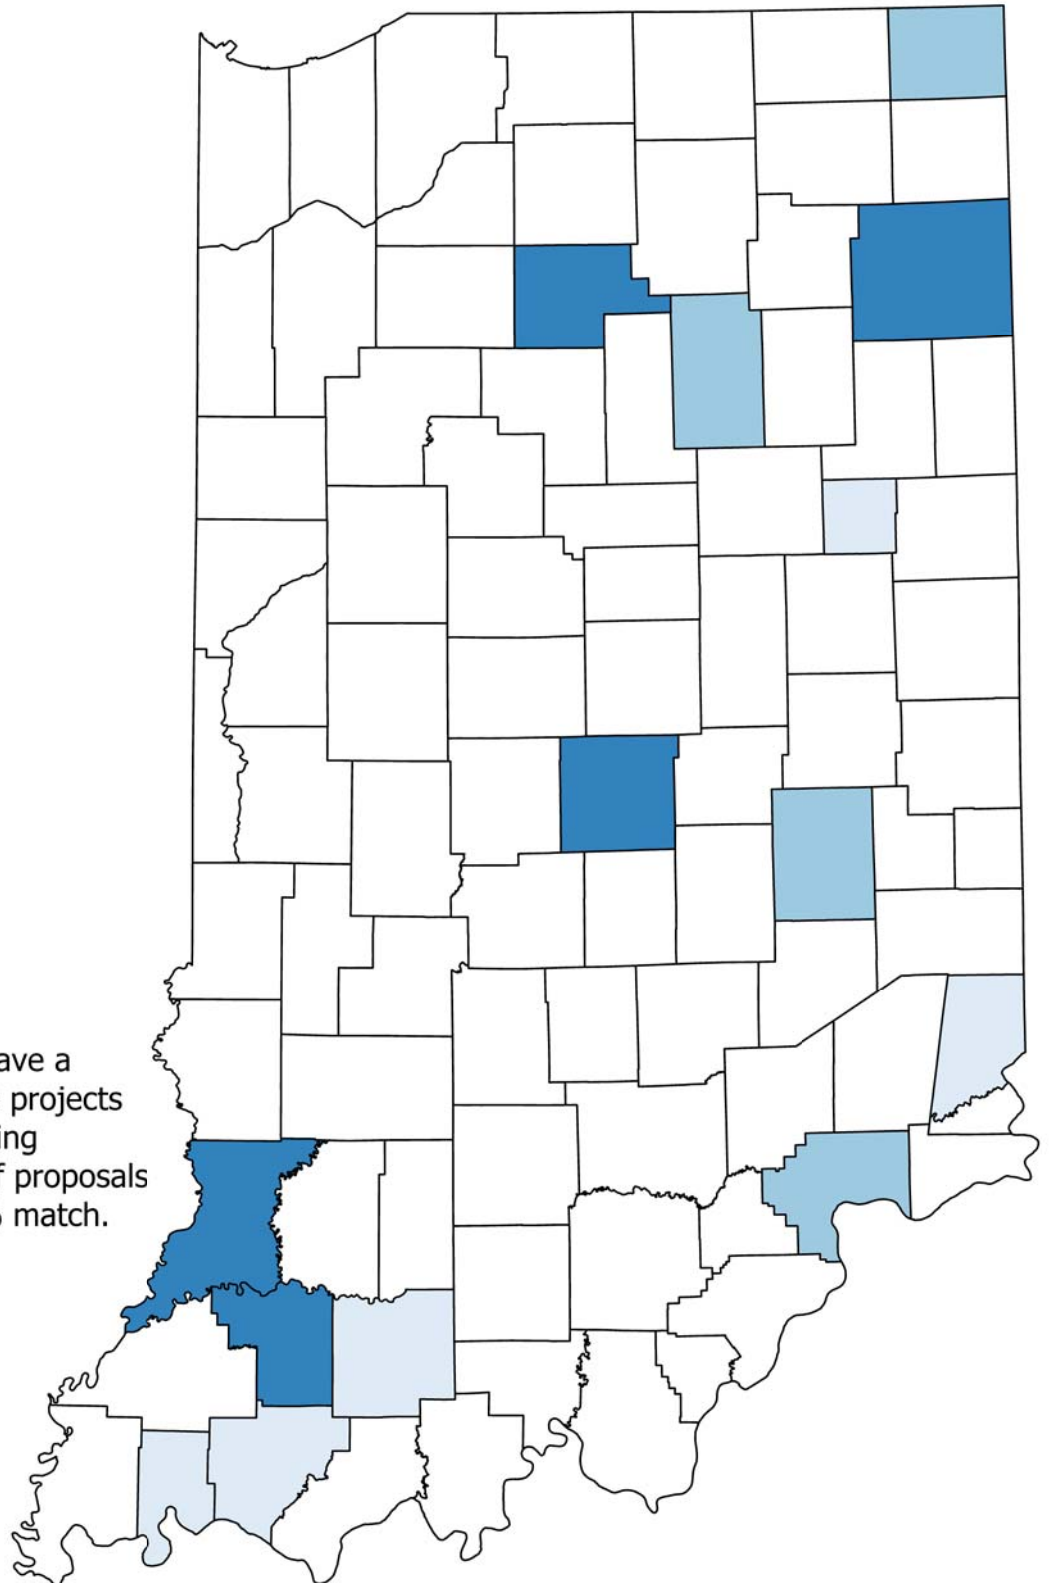 ave a
projects
ing
f proposals
match.